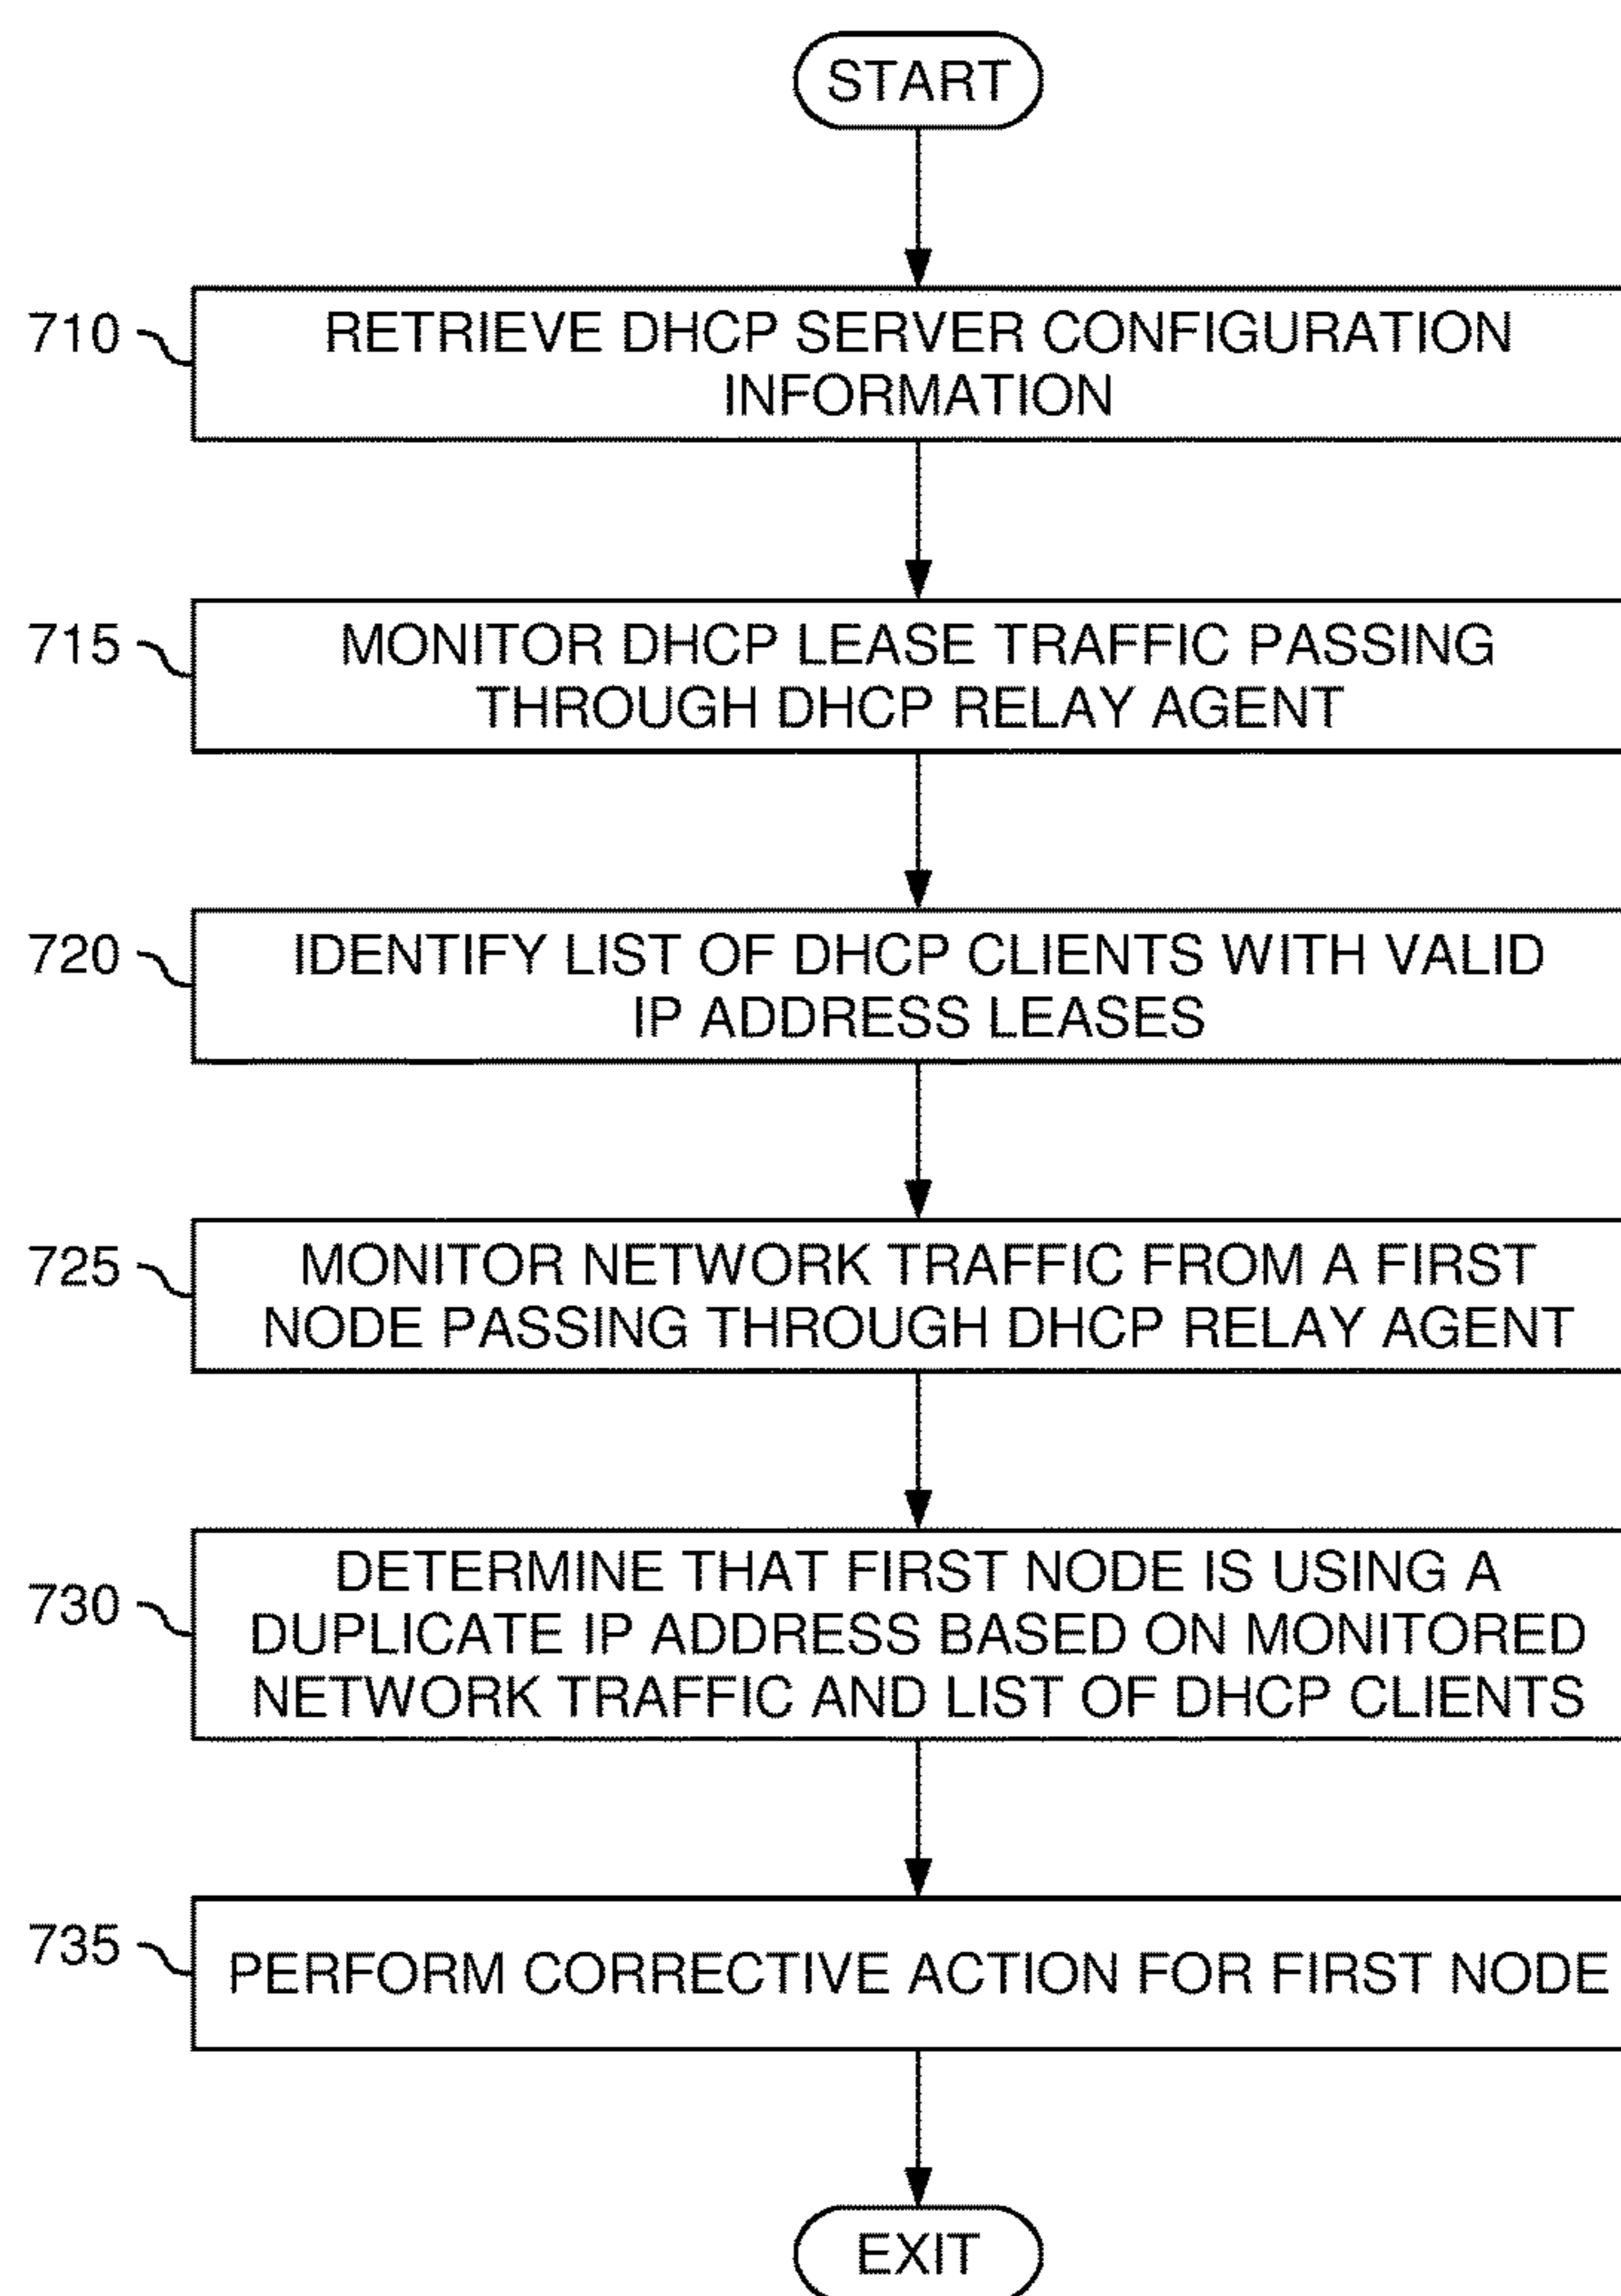 START
710
RETRIEVE DHCP SERVER CONFIGURATION
INFORMATION
715
MONITOR DHCP LEASE TRAFFIC PASSING
THROUGH DHCP RELAY AGENT
720
IDENTIFY LIST OF DHCP CLIENTS WITH VALID
IP ADDRESS LEASES
725
MONITOR NETWORK TRAFFIC FROM A FIRST
NODE PASSING THROUGH DHCP RELAY AGENT
730
DETERMINE THAT FIRST NODE IS USING A
DUPLICATE IP ADDRESS BASED ON MONITORED
NETWORK TRAFFIC AND LIST OF DHCP CLIENTS
735
PERFORM CORRECTIVE ACTION FOR FIRST NODE
EXIT